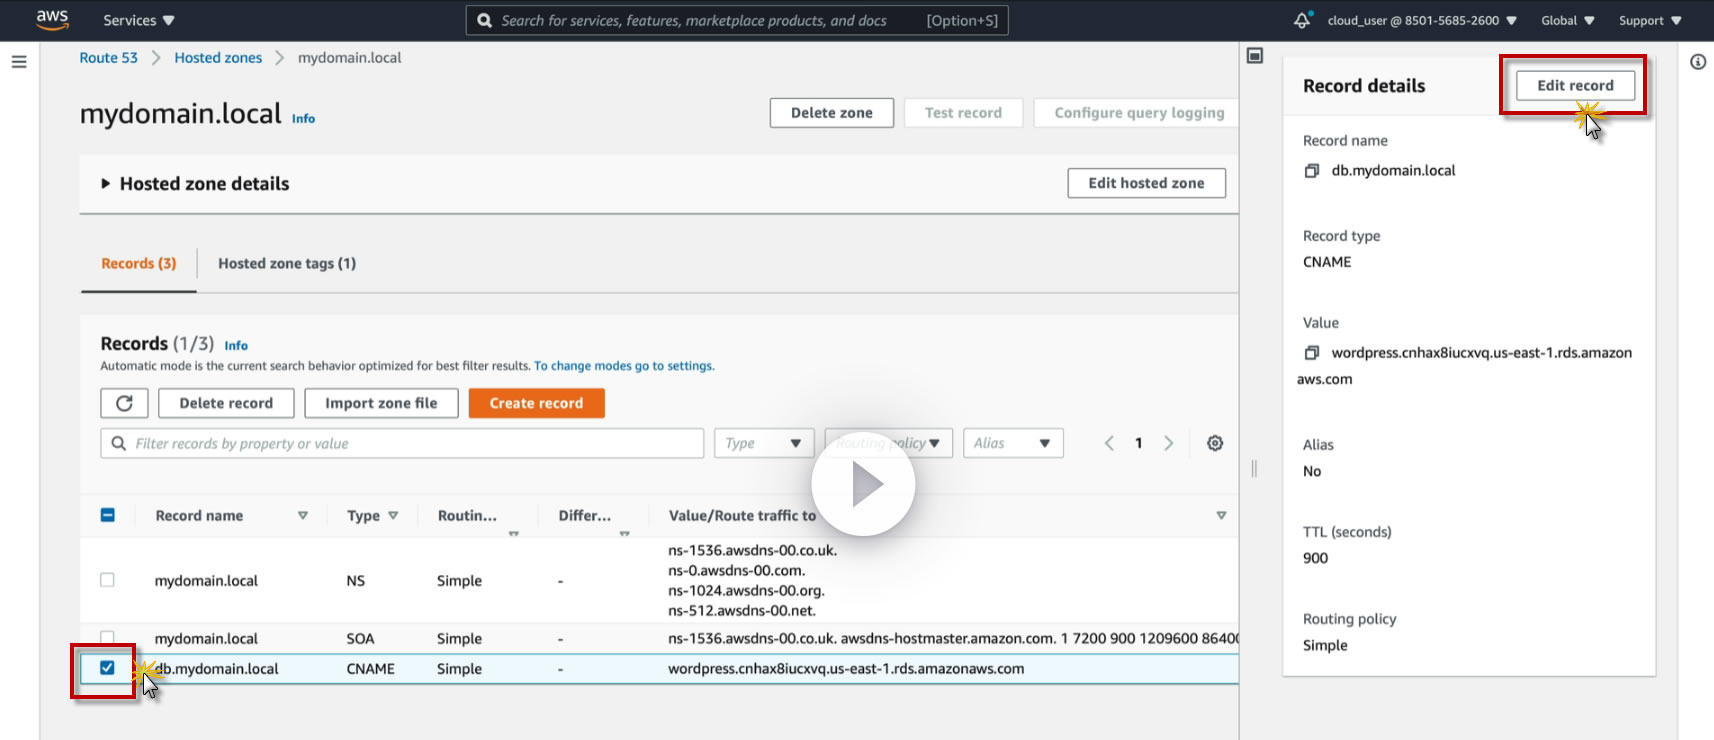 aws
Services
Search for services, features, marketplace products, and docs
[Option+S]
cloud_user @ 8501-5685-2600
Global
Support
Route 53
Hosted zones
mydomain.local
mydomain.local
Info
Delete zone
Test record
Configure query logging
Hosted zone details
Edit hosted zone
Records (3)
Hosted zone tags (1)
Records (1/3)
Info
Automatic mode is the current search behavior optimized for best filter results. To change modes go to settings.
Delete record
Import zone file
Create record
Filter records by property or value
Type
Routing policy
Alias
1
Record name
Type
Routin...
Differ...
Value/Route traffic to
mydomain.local
NS
Simple
-
ns-1536.awsdns-00.co.uk.
ns-0.awsdns-00.com.
ns-1024.awsdns-00.org.
ns-512.awsdns-00.net.
mydomain.local
SOA
Simple
-
ns-1536.awsdns-00.co.uk. awsdns-hostmaster.amazon.com. 1 7200 900 1209600 86400
db.mydomain.local
CNAME
Simple
-
wordpress.cnhax8iucxvq.us-east-1.rds.amazonaws.com
Record details
Edit record
Record name
db.mydomain.local
Record type
CNAME
Value
wordpress.cnhax8iucxvq.us-east-1.rds.amazon
aws.com
Alias
No
TTL (seconds)
900
Routing policy
Simple